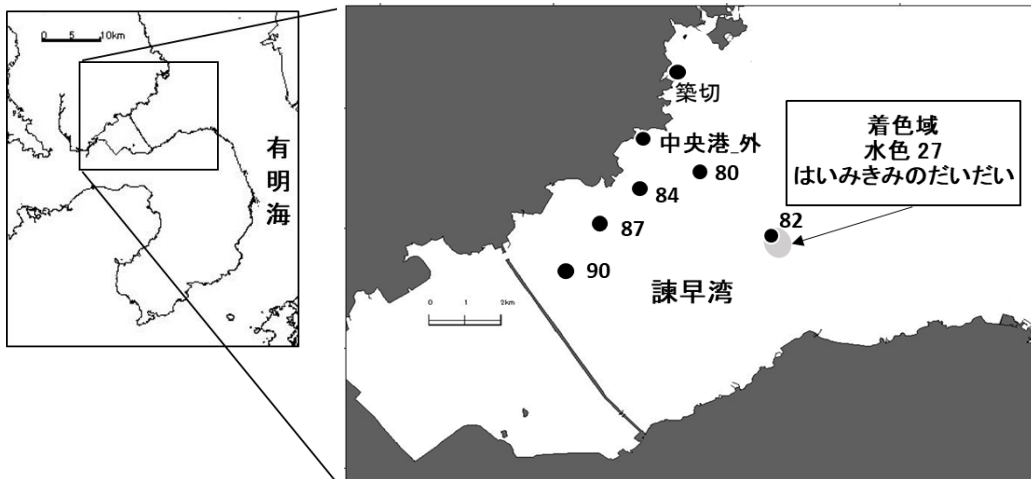 0 5 10km
有明海
築切
中央港_外
80
84
87
90
82
諫早湾
0 1 2km
着色域
水色 27
はいみきみのだいだい